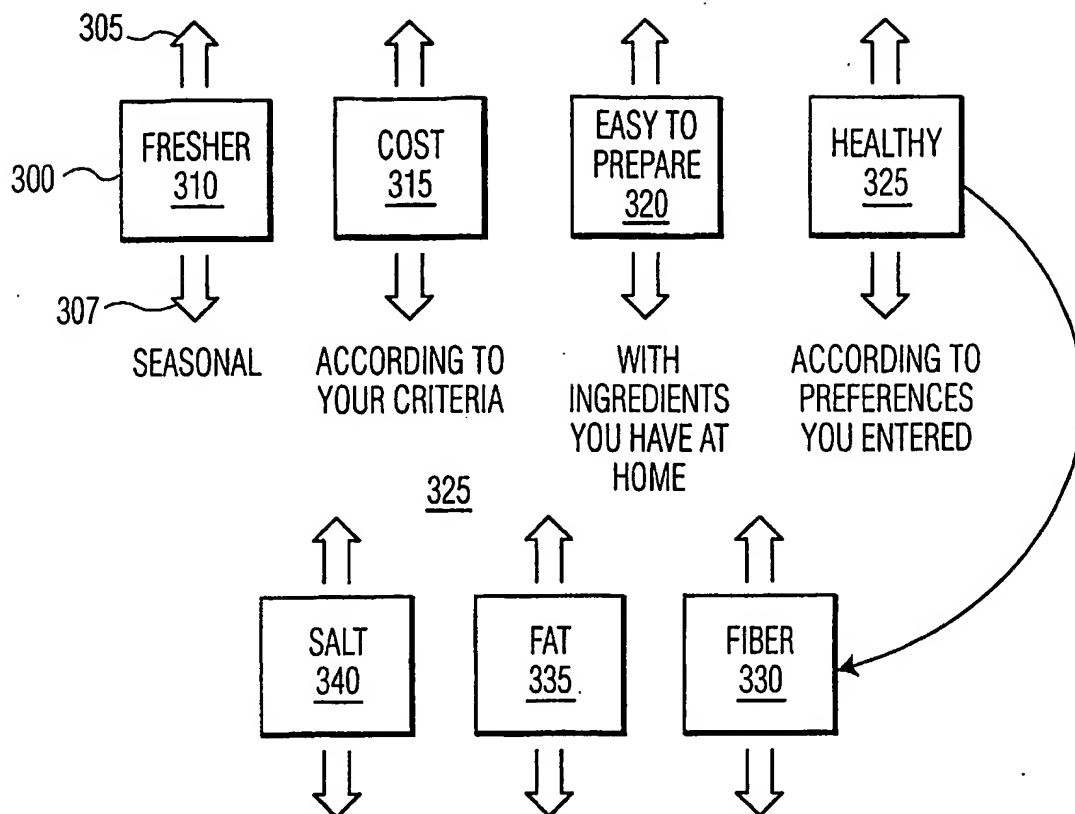 305
300
FRESHER
310
COST
315
EASY TO
PREPARE
320
HEALTHY
325
307
SEASONAL
ACCORDING TO
YOUR CRITERIA
WITH
INGREDIENTS
YOU HAVE AT
HOME
ACCORDING TO
PREFERENCES
YOU ENTERED
325
SALT
340
FAT
335
FIBER
330